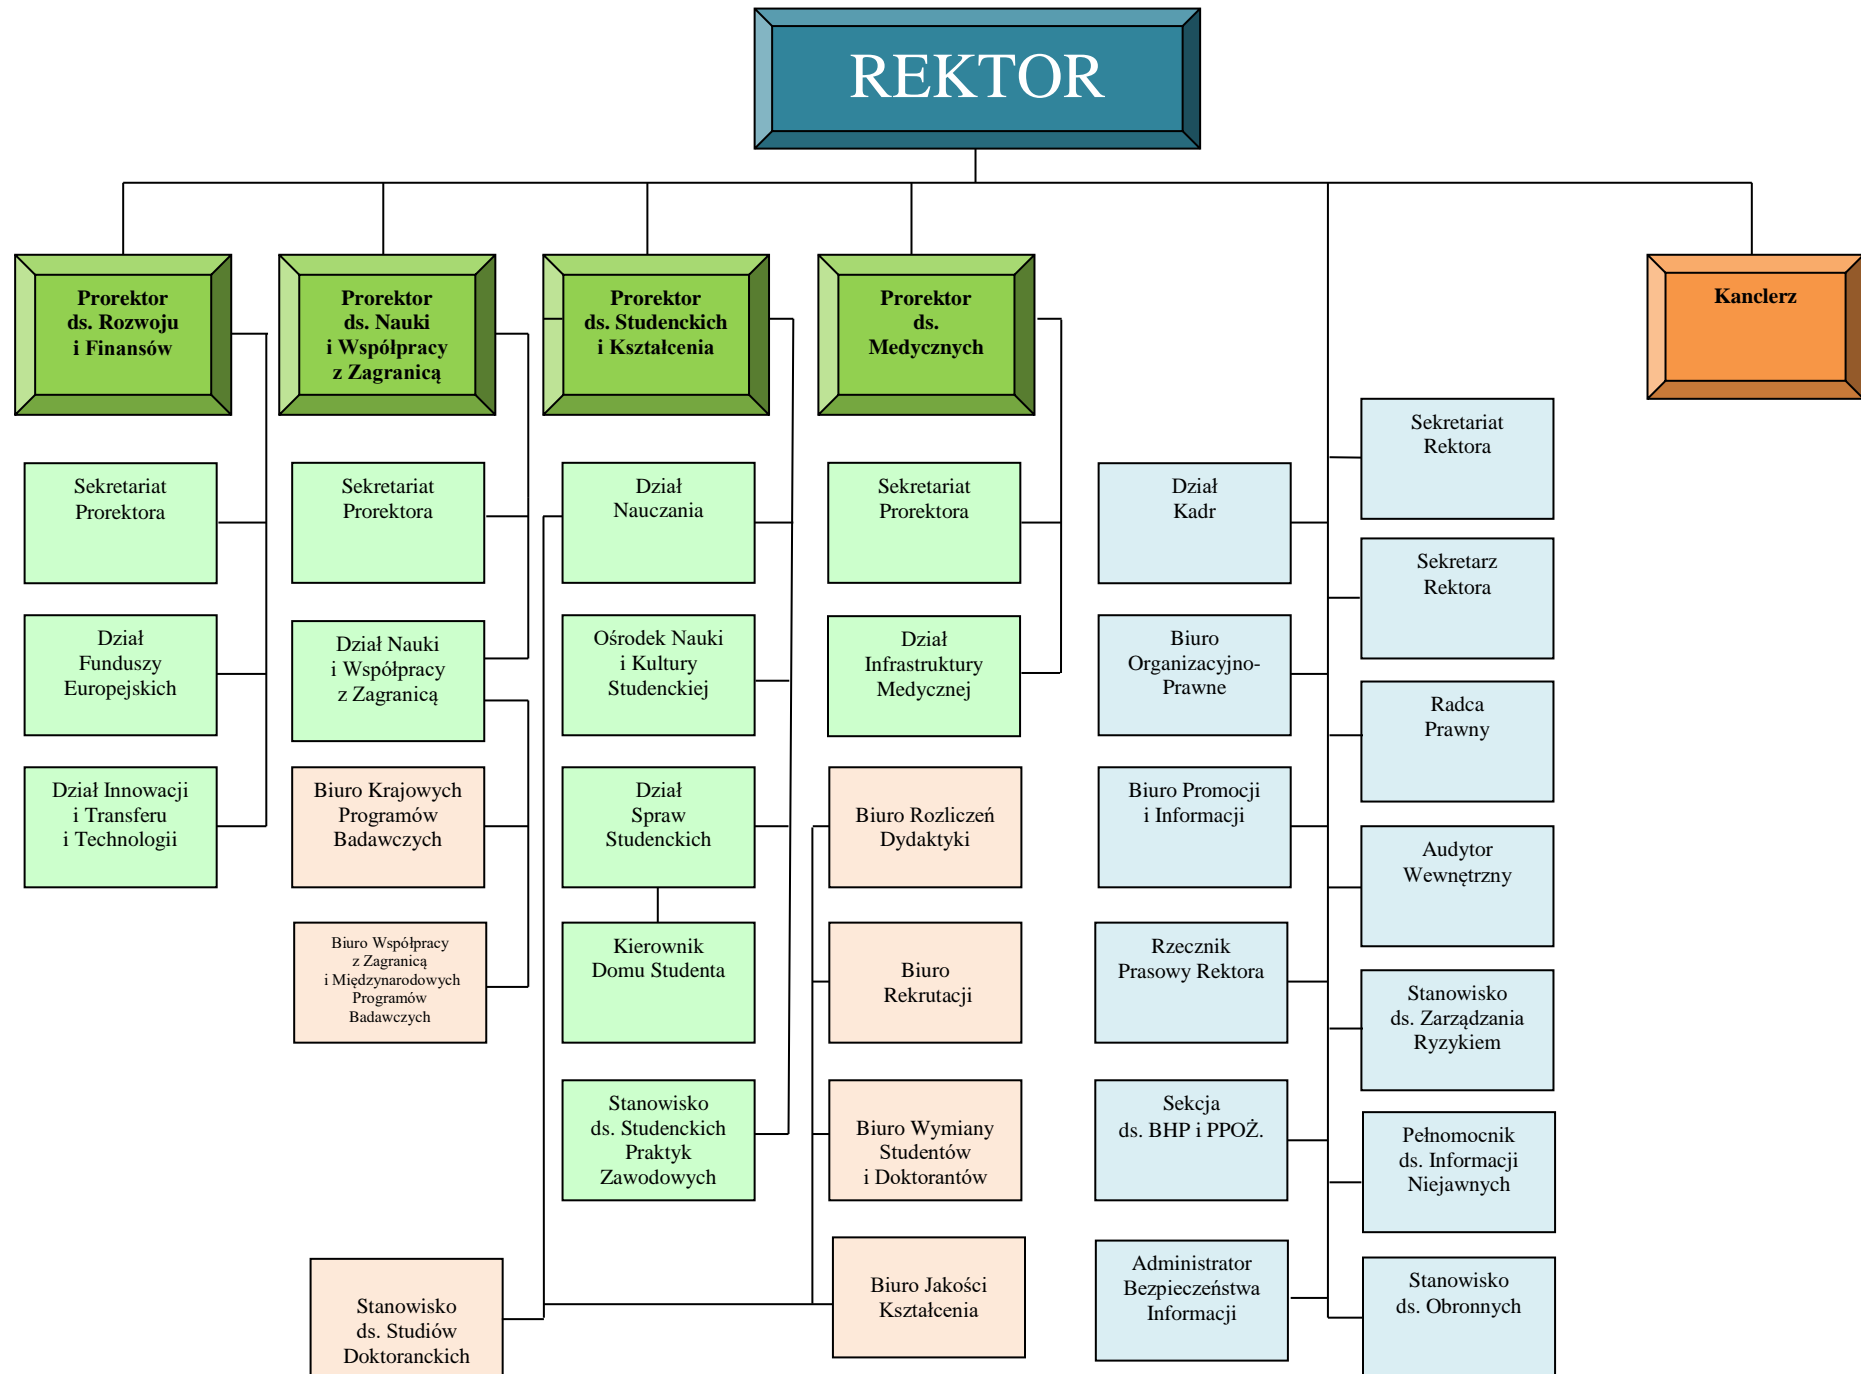 REKTOR
Prorektor
ds. Rozwoju
i Finansów
Prorektor
ds. Nauki
i Współpracy
z Zagranicą
Prorektor
ds. Studenckich
i Kształcenia
Prorektor
ds.
Medycznych
Kanclerz
Sekretariat
Prorektora
Dział
Funduszy
Europejskich
Dział Innowacji
i Transferu
i Technologii
Sekretariat
Prorektora
Dział Nauki
i Współpracy
z Zagranicą
Biuro Krajowych
Programów
Badawczych
Biuro Współpracy
z Zagranicą
i Międzynarodowych
Programów
Badawczych
Stanowisko
ds. Studiów
Doktoranckich
Dział
Nauczania
Ośrodek Nauki
i Kultury
Studenckiej
Dział
Spraw
Studenckich
Kierownik
Domu Studenta
Stanowisko
ds. Studenckich
Praktyk
Zawodowych
Sekretariat
Prorektora
Dział
Infrastruktury
Medycznej
Biuro Rozliczeń
Dydaktyki
Biuro
Rekrutacji
Biuro Wymiany
Studentów
i Doktorantów
Biuro Jakości
Kształcenia
Dział
Kadr
Biuro
Organizacyjno-
Prawne
Biuro Promocji
i Informacji
Rzecznik
Prasowy Rektora
Sekcja
ds. BHP i PPOŻ.
Administrator
Bezpieczeństwa
Informacji
Sekretariat
Rektora
Sekretarz
Rektora
Radca
Prawny
Audytor
Wewnętrzny
Stanowisko
ds. Zarządzania
Ryzykiem
Pełnomocnik
ds. Informacji
Niejawnych
Stanowisko
ds. Obronnych